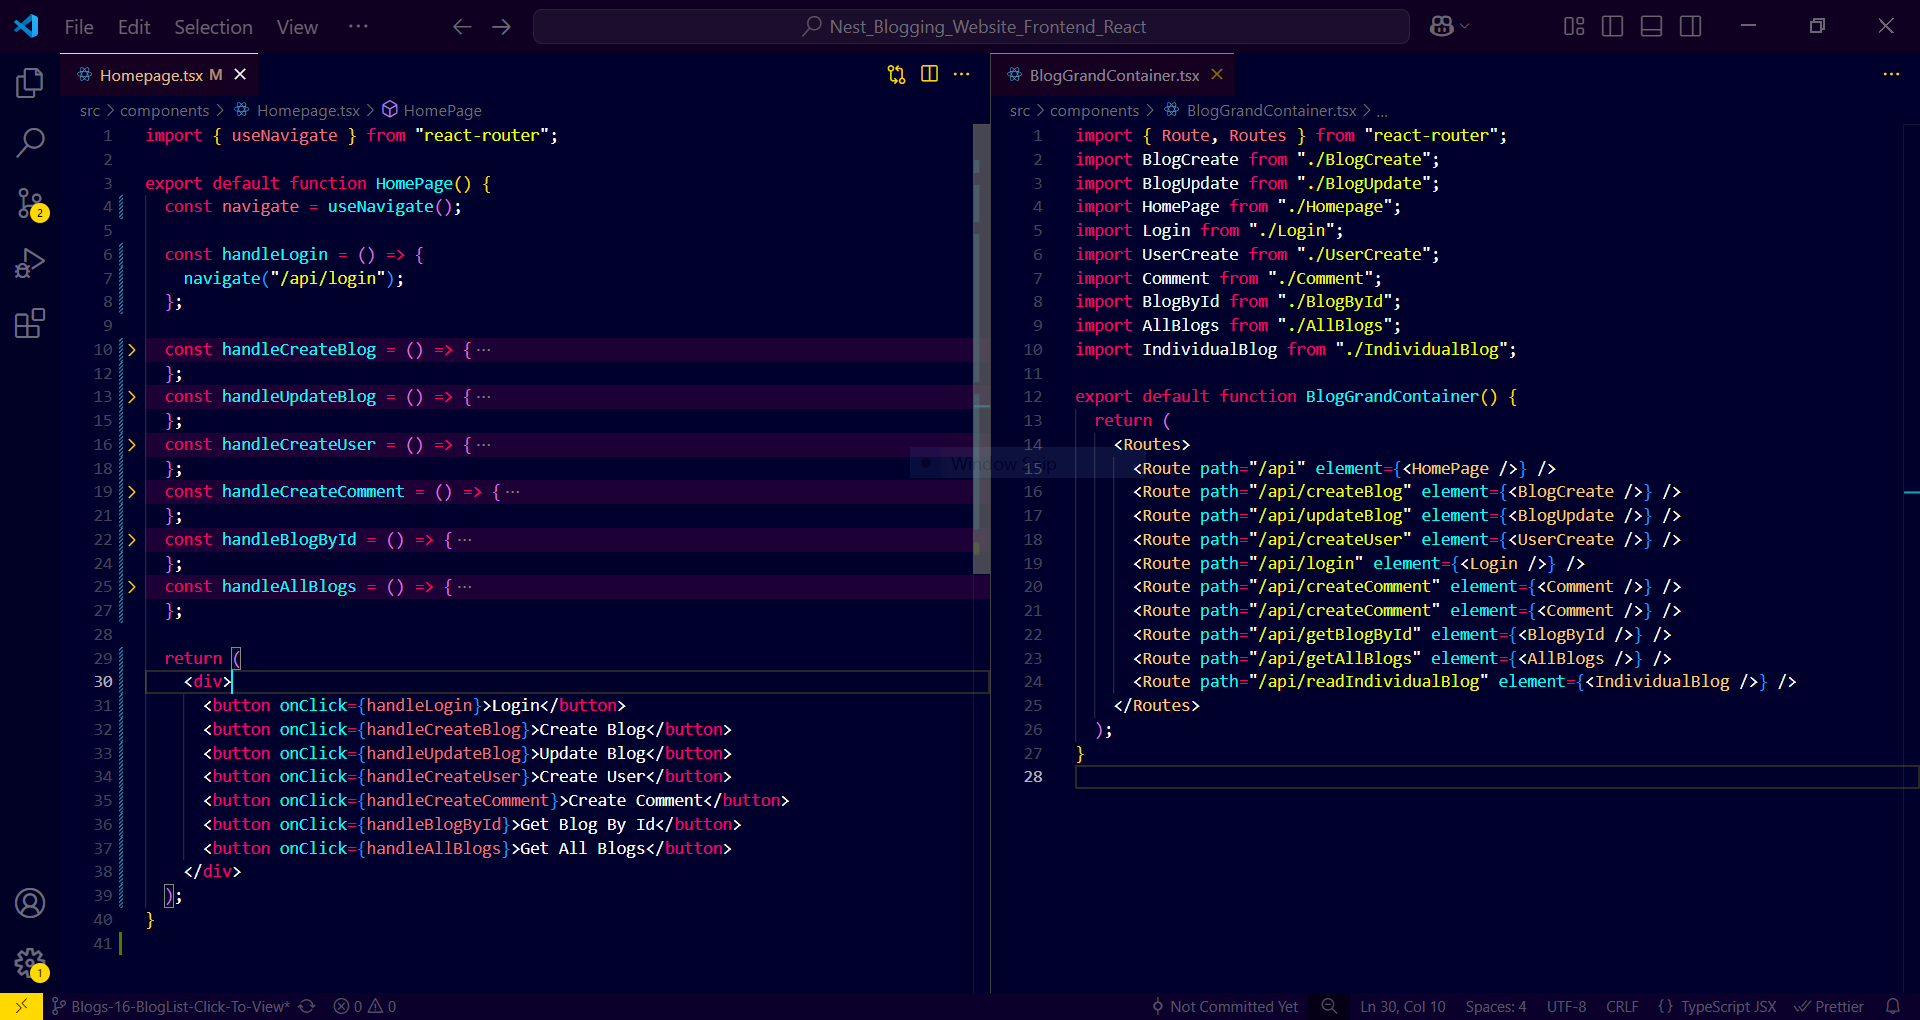 File Edit Selection View ··· Nest_Blogging_Website_Frontend_React
Homepage.tsx M
src > components > Homepage.tsx > HomePage
1 import { useNavigate } from "react-router";
2
3 export default function HomePage() {
4 const navigate = useNavigate();
5
6 const handleLogin = () => {
7 navigate("/api/login");
8 };
9
10 const handleCreateBlog = () => { ···
12 };
13 const handleUpdateBlog = () => { ···
15 };
16 const handleCreateUser = () => { ···
18 };
19 const handleCreateComment = () => { ···
21 };
22 const handleBlogById = () => { ···
24 };
25 const handleAllBlogs = () => { ···
27 };
28
29 return (
30 <div>
31 <button onClick={handleLogin}>Login</button>
32 <button onClick={handleCreateBlog}>Create Blog</button>
33 <button onClick={handleUpdateBlog}>Update Blog</button>
34 <button onClick={handleCreateUser}>Create User</button>
35 <button onClick={handleCreateComment}>Create Comment</button>
36 <button onClick={handleBlogById}>Get Blog By Id</button>
37 <button onClick={handleAllBlogs}>Get All Blogs</button>
38 </div>
39 );
40 }
41
BlogGrandContainer.tsx
src > components > BlogGrandContainer.tsx > ...
1 import { Route, Routes } from "react-router";
2 import BlogCreate from "./BlogCreate";
3 import BlogUpdate from "./BlogUpdate";
4 import HomePage from "./Homepage";
5 import Login from "./Login";
6 import UserCreate from "./UserCreate";
7 import Comment from "./Comment";
8 import BlogById from "./BlogById";
9 import AllBlogs from "./AllBlogs";
10 import IndividualBlog from "./IndividualBlog";
11
12 export default function BlogGrandContainer() {
13 return (
14 <Routes>
Window Snip
15 <Route path="/api" element={<HomePage />} />
16 <Route path="/api/createBlog" element={<BlogCreate />} />
17 <Route path="/api/updateBlog" element={<BlogUpdate />} />
18 <Route path="/api/createUser" element={<UserCreate />} />
19 <Route path="/api/login" element={<Login />} />
20 <Route path="/api/createComment" element={<Comment />} />
21 <Route path="/api/createComment" element={<Comment />} />
22 <Route path="/api/getBlogById" element={<BlogById />} />
23 <Route path="/api/getAllBlogs" element={<AllBlogs />} />
24 <Route path="/api/readIndividualBlog" element={<IndividualBlog />} />
25 </Routes>
26 );
27 }
28
2
1
Blogs-16-BlogList-Click-To-View* 0 0 Not Committed Yet Ln 30, Col 10 Spaces: 4 UTF-8 CRLF {} TypeScript JSX Prettier